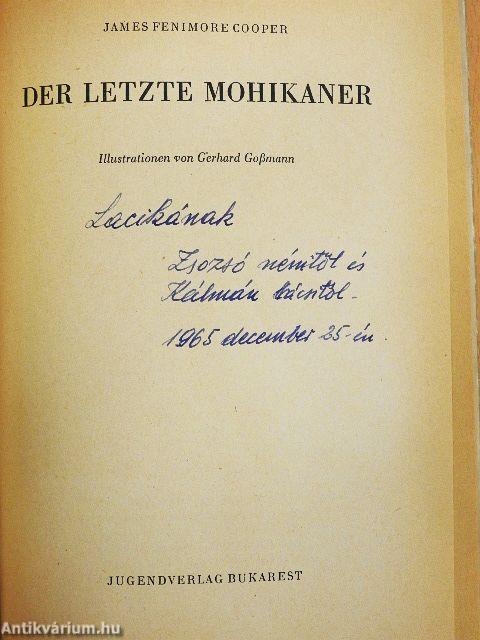 JAMES FENIMORE COOPER
DER LETZTE MOHIKANER
Illustrationen von Gerhard Goßmann
Lacikának
Zsozsó nénitől és
Kálmán bácsitól.
1965 december 25-én.
JUGENDVERLAG BUKAREST
Antikvárium.hu